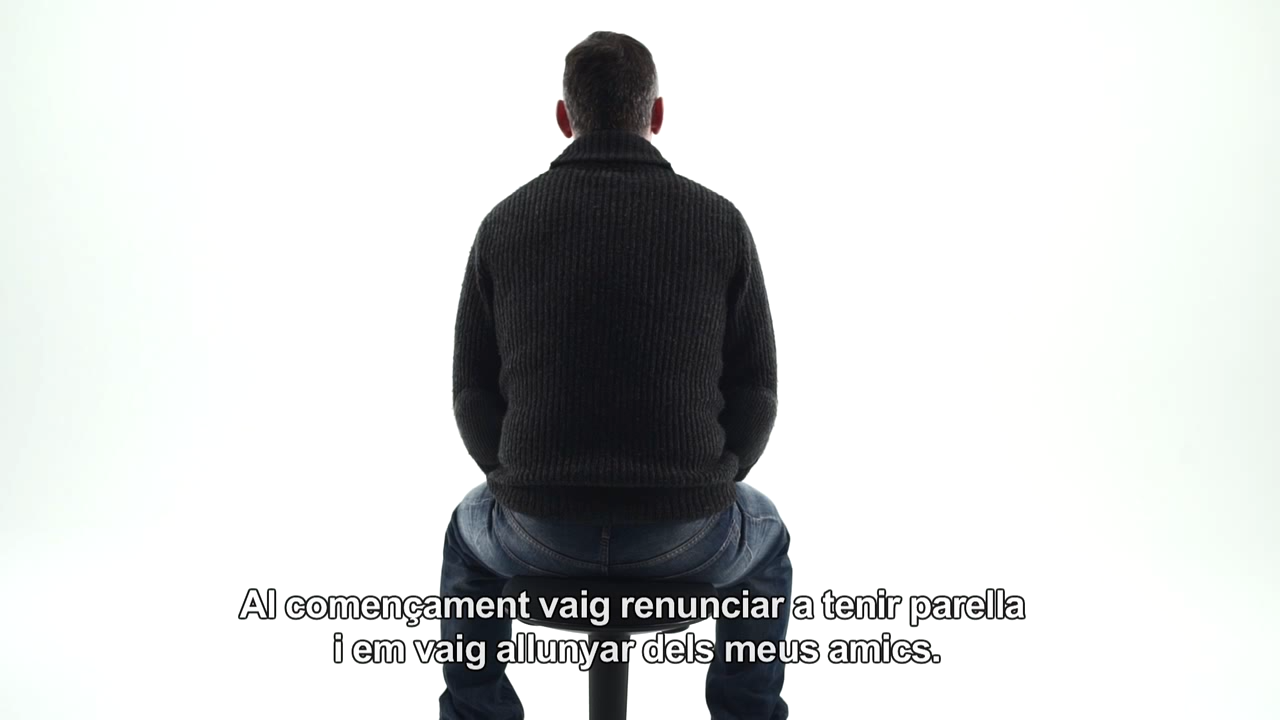 Al començament vaig renunciar a tenir parella
i em vaig allunyar dels meus amics.